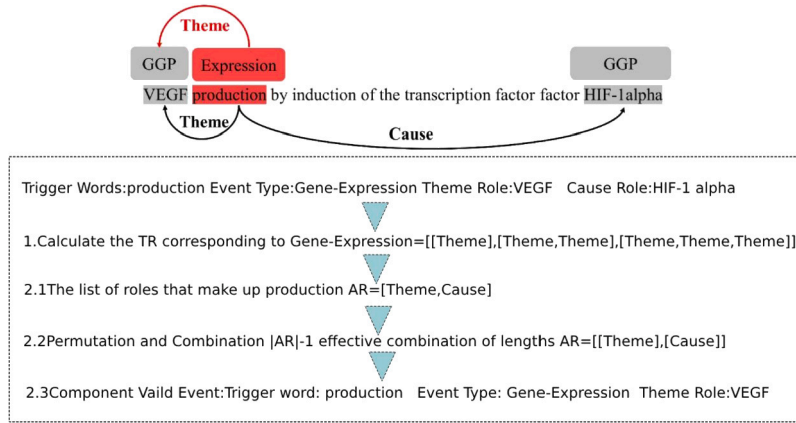 Theme
GGP Expression GGP
VEGF production by induction of the transcription factor factor HIF-1alpha
Theme
Cause
Trigger Words:production Event Type:Gene-Expression Theme Role:VEGF Cause Role:HIF-1 alpha
1.Calculate the TR corresponding to Gene-Expression=[[Theme],[Theme,Theme],[Theme,Theme,Theme]]
2.1The list of roles that make up production AR=[Theme,Cause]
2.2Permutation and Combination |AR|-1 effective combination of lengths AR=[[Theme],[Cause]]
2.3Component Vaild Event:Trigger word: production Event Type: Gene-Expression Theme Role:VEGF